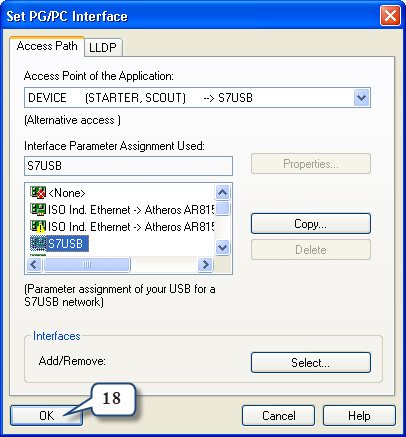 Set PG/PC Interface
Access Path
LLDP
Access Point of the Application:
DEVICE (STARTER, SCOUT) --> S7USB
(Alternative access )
Interface Parameter Assignment Used:
S7USB
Properties...
<None>
ISO Ind. Ethernet -> Atheros AR815
ISO Ind. Ethernet -> Atheros AR815
S7USB
Copy...
Delete
(Parameter assignment of your USB for a
S7USB network)
Interfaces
Add/Remove:
Select...
18
OK
Cancel
Help